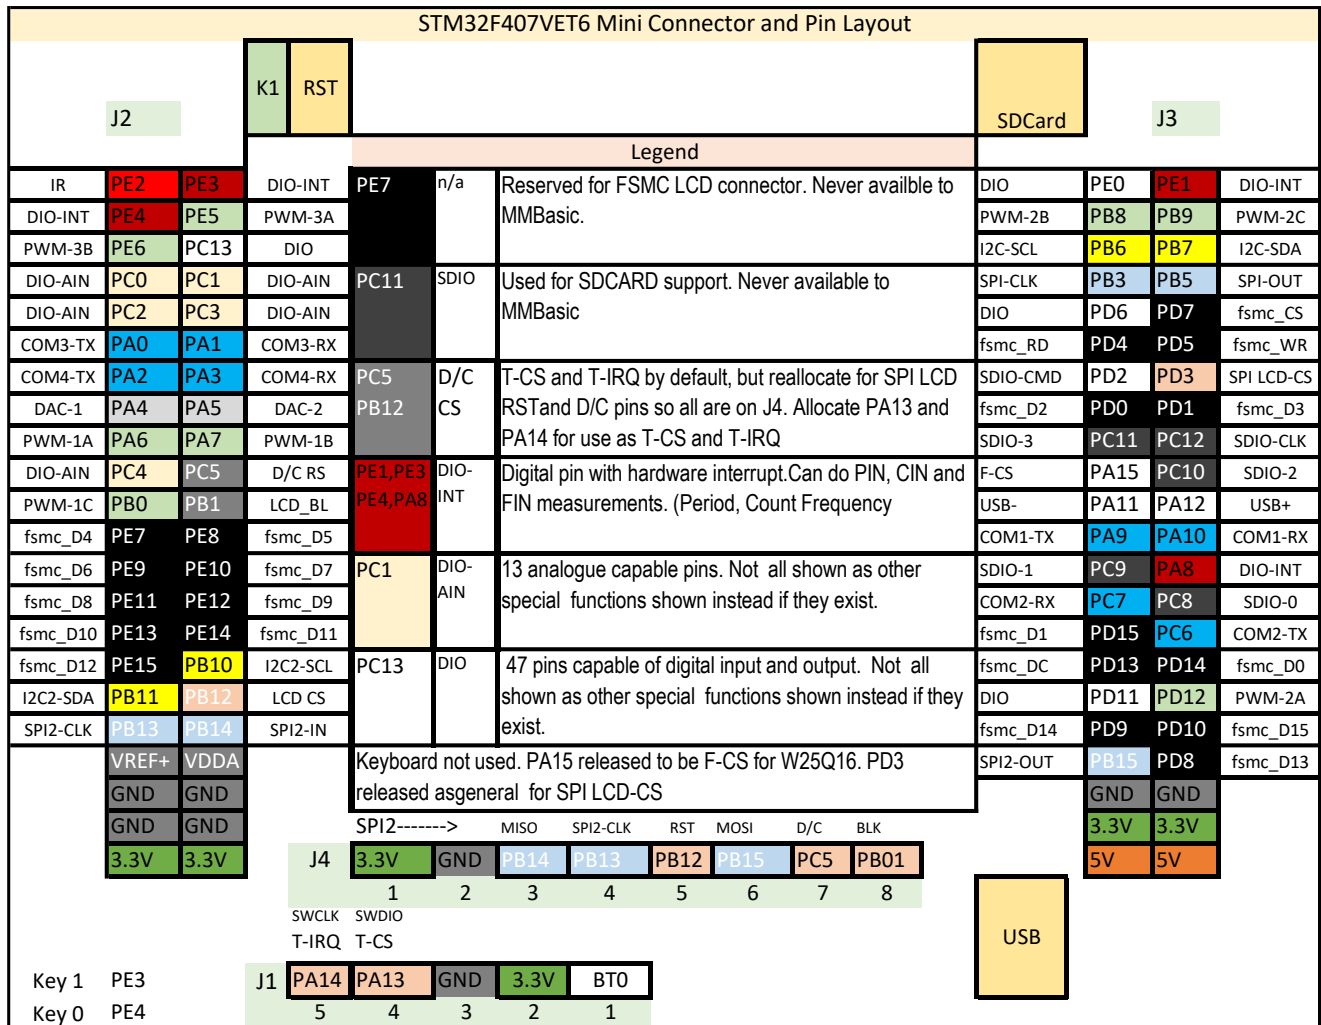 STM32F407VET6 Mini Connector and Pin Layout
K1 RST
J2 SDCard J3
Legend
IR PE2 PE3 DIO-INT PE7 n/a Reserved for FSMC LCD connector. Never availble to DIO PE0 PE1 DIO-INT
DIO-INT PE4 PE5 PWM-3A MMBasic. PWM-2B PB8 PB9 PWM-2C
PWM-3B PE6 PC13 DIO I2C-SCL PB6 PB7 I2C-SDA
DIO-AIN PC0 PC1 DIO-AIN PC11 SDIO Used for SDCARD support. Never available to SPI-CLK PB3 PB5 SPI-OUT
DIO-AIN PC2 PC3 DIO-AIN MMBasic DIO PD6 PD7 fsmc_CS
COM3-TX PA0 PA1 COM3-RX fsmc_RD PD4 PD5 fsmc_WR
COM4-TX PA2 PA3 COM4-RX PC5 D/C T-CS and T-IRQ by default, but reallocate for SPI LCD SDIO-CMD PD2 PD3 SPI LCD-CS
DAC-1 PA4 PA5 DAC-2 PB12 CS RSTand D/C pins so all are on J4. Allocate PA13 and fsmc_D2 PD0 PD1 fsmc_D3
PWM-1A PA6 PA7 PWM-1B PA14 for use as T-CS and T-IRQ SDIO-3 PC11 PC12 SDIO-CLK
DIO-AIN PC4 PC5 D/C RS PE1,PE3 DIO- Digital pin with hardware interrupt.Can do PIN, CIN and F-CS PA15 PC10 SDIO-2
PWM-1C PB0 PB1 LCD_BL PE4,PA8 INT FIN measurements. (Period, Count Frequency USB- PA11 PA12 USB+
fsmc_D4 PE7 PE8 fsmc_D5 COM1-TX PA9 PA10 COM1-RX
fsmc_D6 PE9 PE10 fsmc_D7 PC1 DIO- 13 analogue capable pins. Not all shown as other SDIO-1 PC9 PA8 DIO-INT
fsmc_D8 PE11 PE12 fsmc_D9 AIN special functions shown instead if they exist. COM2-RX PC7 PC8 SDIO-0
fsmc_D10 PE13 PE14 fsmc_D11 fsmc_D1 PD15 PC6 COM2-TX
fsmc_D12 PE15 PB10 I2C2-SCL PC13 DIO 47 pins capable of digital input and output. Not all fsmc_DC PD13 PD14 fsmc_D0
I2C2-SDA PB11 PB12 LCD CS shown as other special functions shown instead if they DIO PD11 PD12 PWM-2A
SPI2-CLK PB13 PB14 SPI2-IN exist. fsmc_D14 PD9 PD10 fsmc_D15
VREF+ VDDA Keyboard not used. PA15 released to be F-CS for W25Q16. PD3 SPI2-OUT PB15 PD8 fsmc_D13
GND GND released asgeneral for SPI LCD-CS GND GND
GND GND SPI2-------> MISO SPI2-CLK RST MOSI D/C BLK 3.3V 3.3V
3.3V 3.3V J4 3.3V GND PB14 PB13 PB12 PB15 PC5 PB01 5V 5V
1 2 3 4 5 6 7 8
SWCLK SWDIO
T-IRQ T-CS USB
Key 1 PE3 J1 PA14 PA13 GND 3.3V BT0
Key 0 PE4 5 4 3 2 1